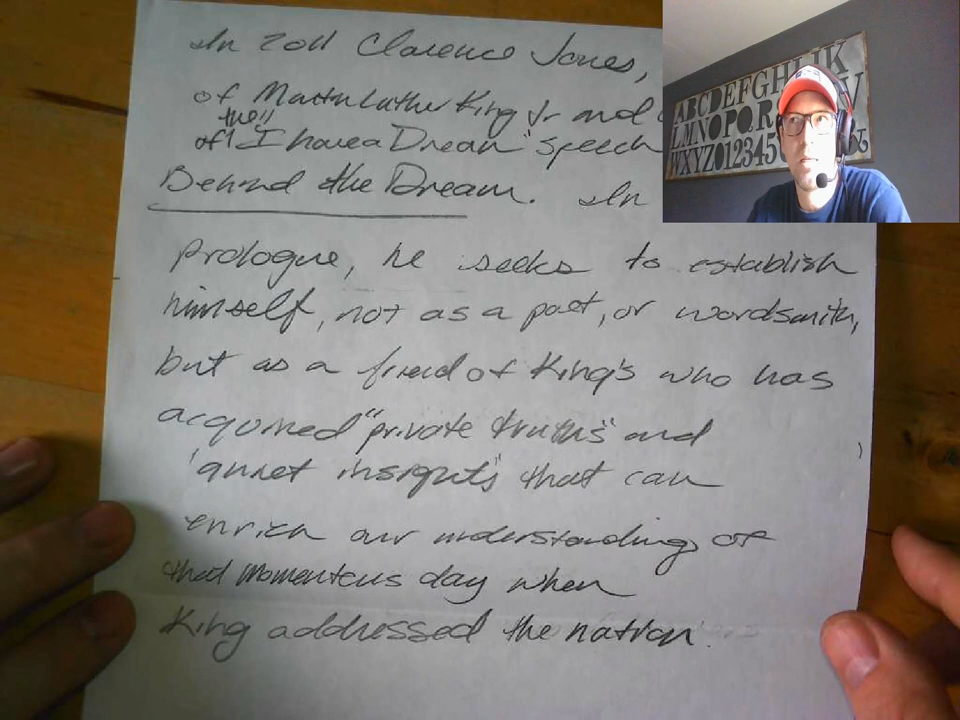 In 2011 Clarence Jones,
of Martin Luther King Jr and
the
of "I have a Dream" speech
Behind the Dream. In
prologue, he seeks to establish
himself, not as a poet, or wordsmith,
but as a friend of King's who has
acquired "private truths" and
"quiet insights" that can
enrich our understanding of
that momentous day when
King addressed the nation.
ABCDEFGHIJK
LMNOPQR
WXYZ012345
&